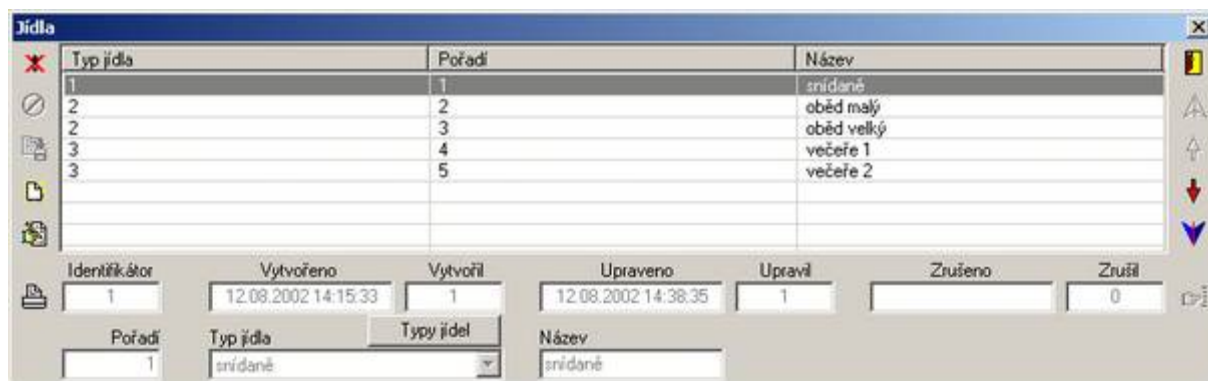 Jídla
Typ jídla Pořadí Název
1 1 snídaně
2 2 oběd malý
2 3 oběd velký
3 4 večeře 1
3 5 večeře 2
Identifikátor Vytvořeno Vytvořil Upraveno Upravil Zrušeno Zrušil
1 12.08.2002 14:15:33 1 12.08.2002 14:38:35 1 0
Pořadí Typ jídla Typy jídel Název
1 snídaně snídaně